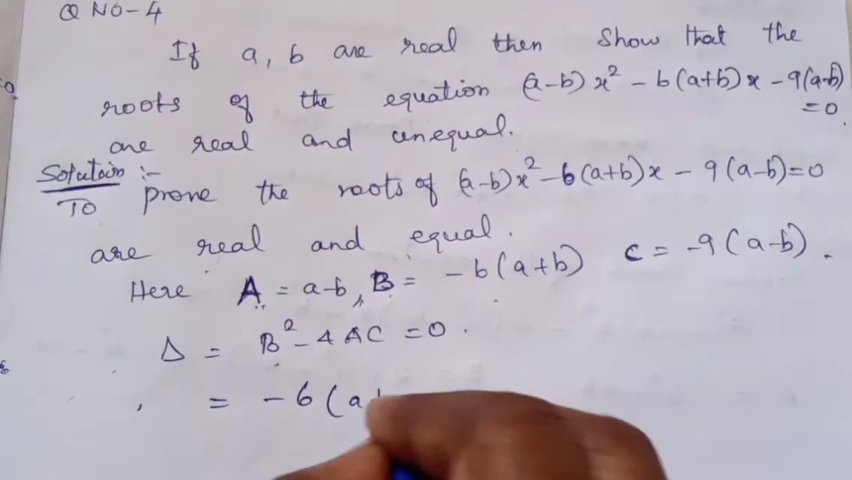 Q NO-4
If a, b are real then Show that the
roots of the equation (a-b)x² - 6(a+b)x - 9(a-b)
=0.
are real and unequal.
Solution :-
To prove the roots of (a-b)x² - 6(a+b)x - 9(a-b)=0
are real and equal.
Here A = a-b, B = -6(a+b) C = -9(a-b).
Δ = B² - 4AC = 0.
= -6(a